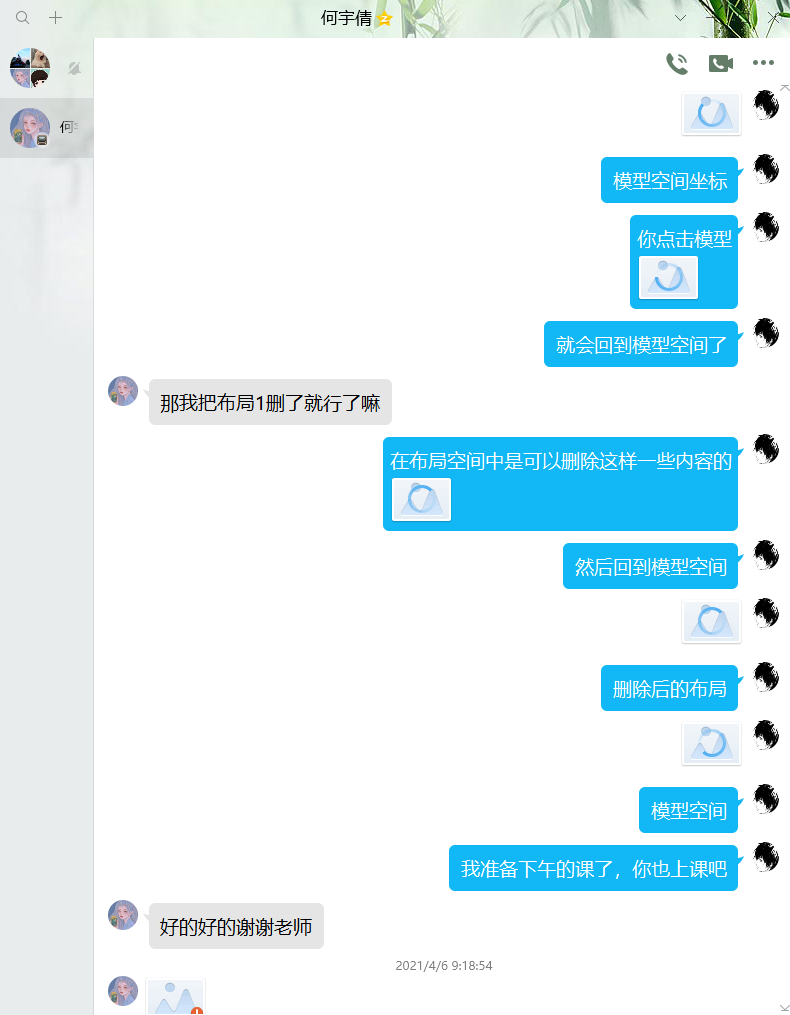 何宇倩
何
模型空间坐标
你点击模型
就会回到模型空间了
那我把布局1删了就行了嘛
在布局空间中是可以删除这样一些内容的
然后回到模型空间
删除后的布局
模型空间
我准备下午的课了，你也上课吧
好的好的谢谢老师
2021/4/6 9:18:54